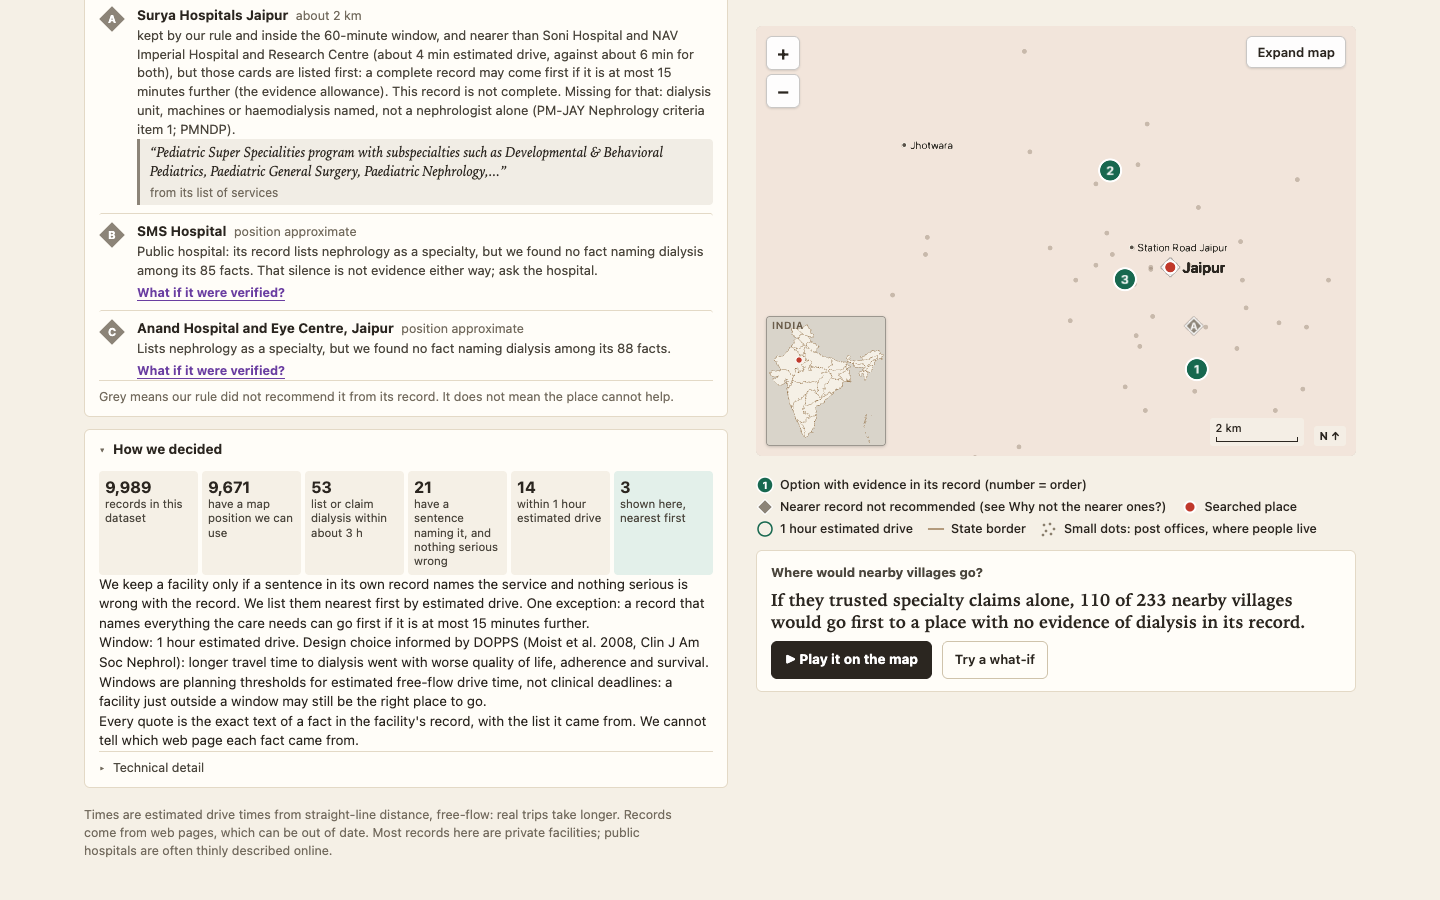 A
Surya Hospitals Jaipur about 2 km
kept by our rule and inside the 60-minute window, and nearer than Soni Hospital and NAV
Imperial Hospital and Research Centre (about 4 min estimated drive, against about 6 min for
both), but those cards are listed first: a complete record may come first if it is at most 15
minutes further (the evidence allowance). This record is not complete. Missing for that: dialysis
unit, machines or haemodialysis named, not a nephrologist alone (PM-JAY Nephrology criteria
item 1; PMNDP).
“Pediatric Super Specialities program with subspecialties such as Developmental & Behavioral
Pediatrics, Paediatric General Surgery, Paediatric Nephrology,...”
from its list of services
B
SMS Hospital position approximate
Public hospital: its record lists nephrology as a specialty, but we found no fact naming dialysis
among its 85 facts. That silence is not evidence either way; ask the hospital.
What if it were verified?
C
Anand Hospital and Eye Centre, Jaipur position approximate
Lists nephrology as a specialty, but we found no fact naming dialysis among its 88 facts.
What if it were verified?
Grey means our rule did not recommend it from its record. It does not mean the place cannot help.
How we decided
9,989
records in this
dataset
9,671
have a map
position we can
use
53
list or claim
dialysis within
about 3 h
21
have a
sentence
naming it, and
nothing serious
wrong
14
within 1 hour
estimated drive
3
shown here,
nearest first
We keep a facility only if a sentence in its own record names the service and nothing serious is
wrong with the record. We list them nearest first by estimated drive. One exception: a record that
names everything the care needs can go first if it is at most 15 minutes further.
Window: 1 hour estimated drive. Design choice informed by DOPPS (Moist et al. 2008, Clin J Am
Soc Nephrol): longer travel time to dialysis went with worse quality of life, adherence and survival.
Windows are planning thresholds for estimated free-flow drive time, not clinical deadlines: a
facility just outside a window may still be the right place to go.
Every quote is the exact text of a fact in the facility's record, with the list it came from. We cannot
tell which web page each fact came from.
Technical detail
Times are estimated drive times from straight-line distance, free-flow: real trips take longer. Records
come from web pages, which can be out of date. Most records here are private facilities; public
hospitals are often thinly described online.
+
−
Expand map
Jhotwara
2
Station Road Jaipur
Jaipur
3
A
1
INDIA
2 km
N ↑
1 Option with evidence in its record (number = order)
Nearer record not recommended (see Why not the nearer ones?) Searched place
1 hour estimated drive State border Small dots: post offices, where people live
Where would nearby villages go?
If they trusted specialty claims alone, 110 of 233 nearby villages
would go first to a place with no evidence of dialysis in its record.
Play it on the map Try a what-if